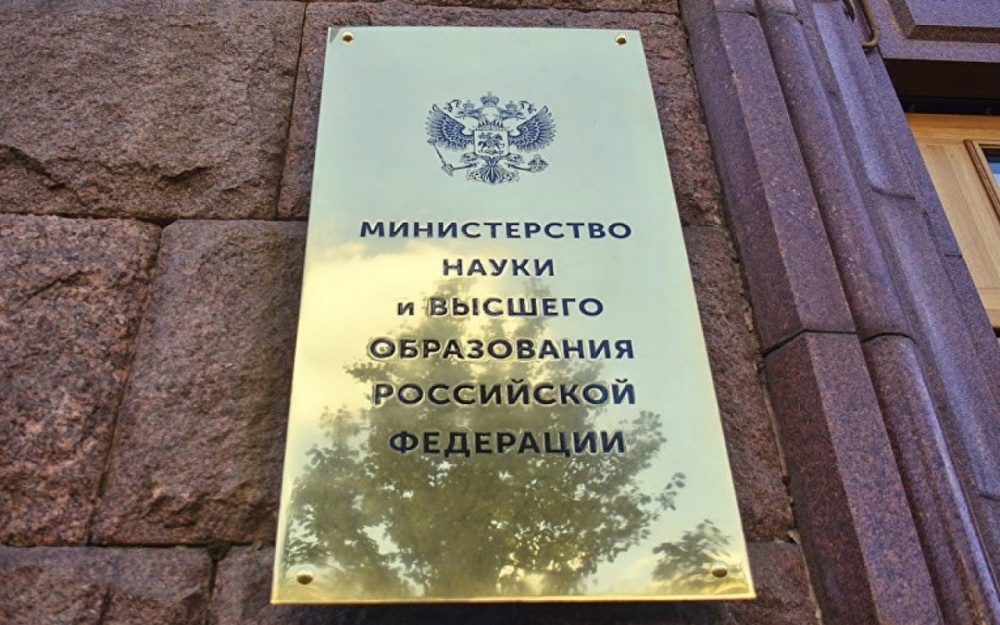 МИНИСТЕРСТВО
НАУКИ
и ВЫСШЕГО
ОБРАЗОВАНИЯ
РОССИЙСКОЙ
ФЕДЕРАЦИИ